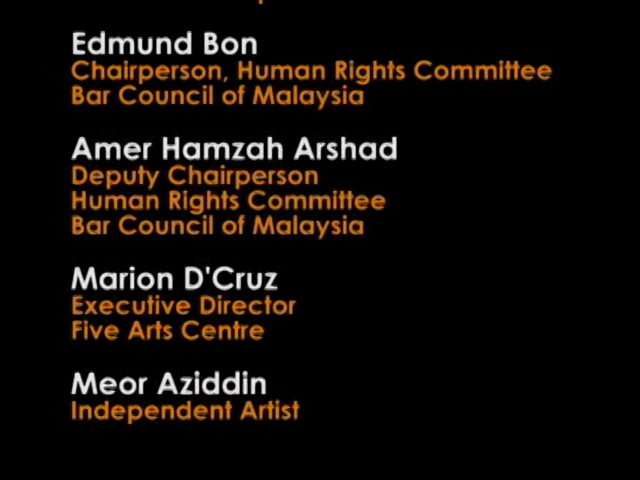 Edmund Bon
Chairperson, Human Rights Committee
Bar Council of Malaysia
Amer Hamzah Arshad
Deputy Chairperson
Human Rights Committee
Bar Council of Malaysia
Marion D'Cruz
Executive Director
Five Arts Centre
Meor Aziddin
Independent Artist